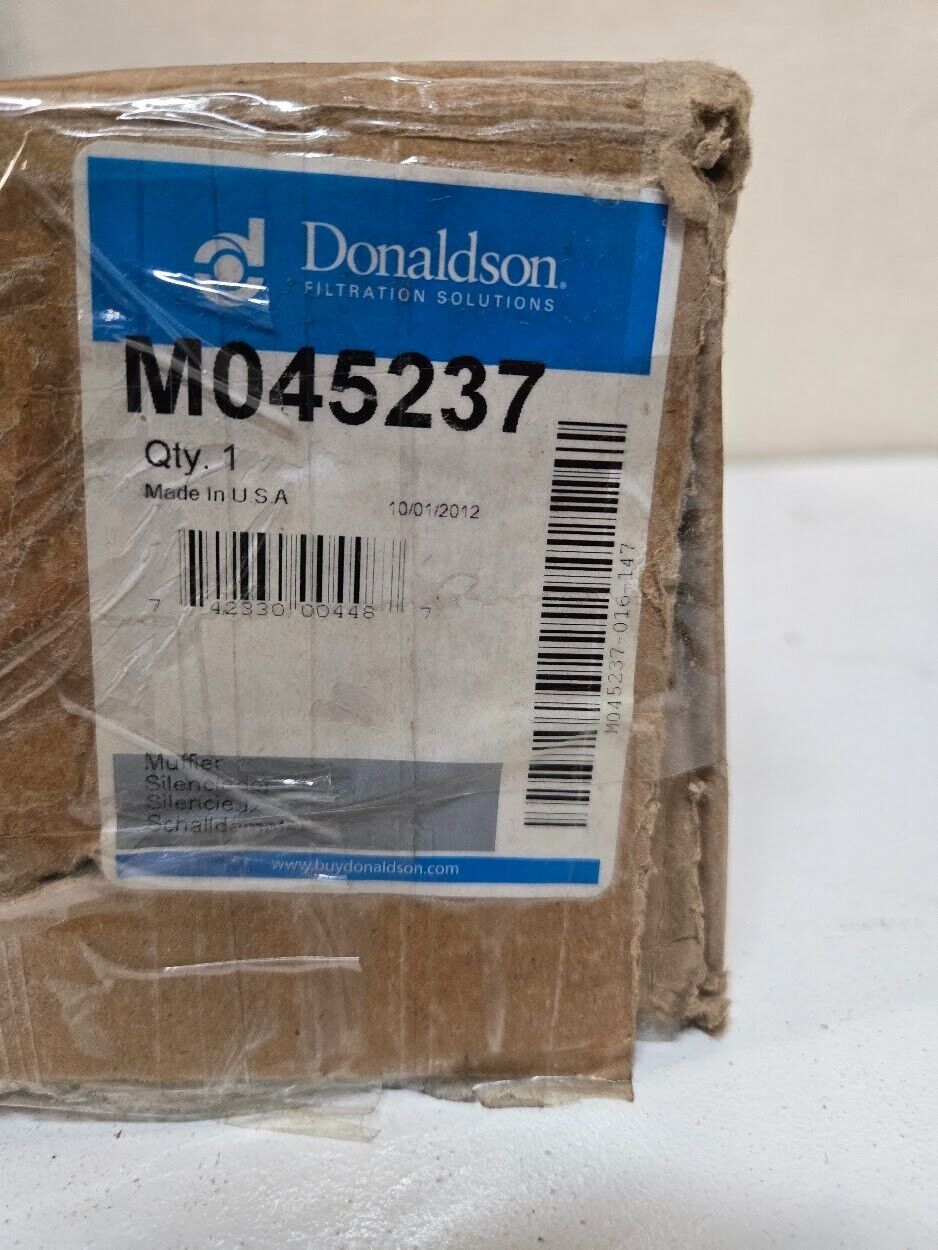 Donaldson.
FILTRATION SOLUTIONS
M045237
Qty. 1
Made in U S A
10/01/2012
7 42330 00448 7
M045237-016-147
Muffler
www.buydonaldson.com